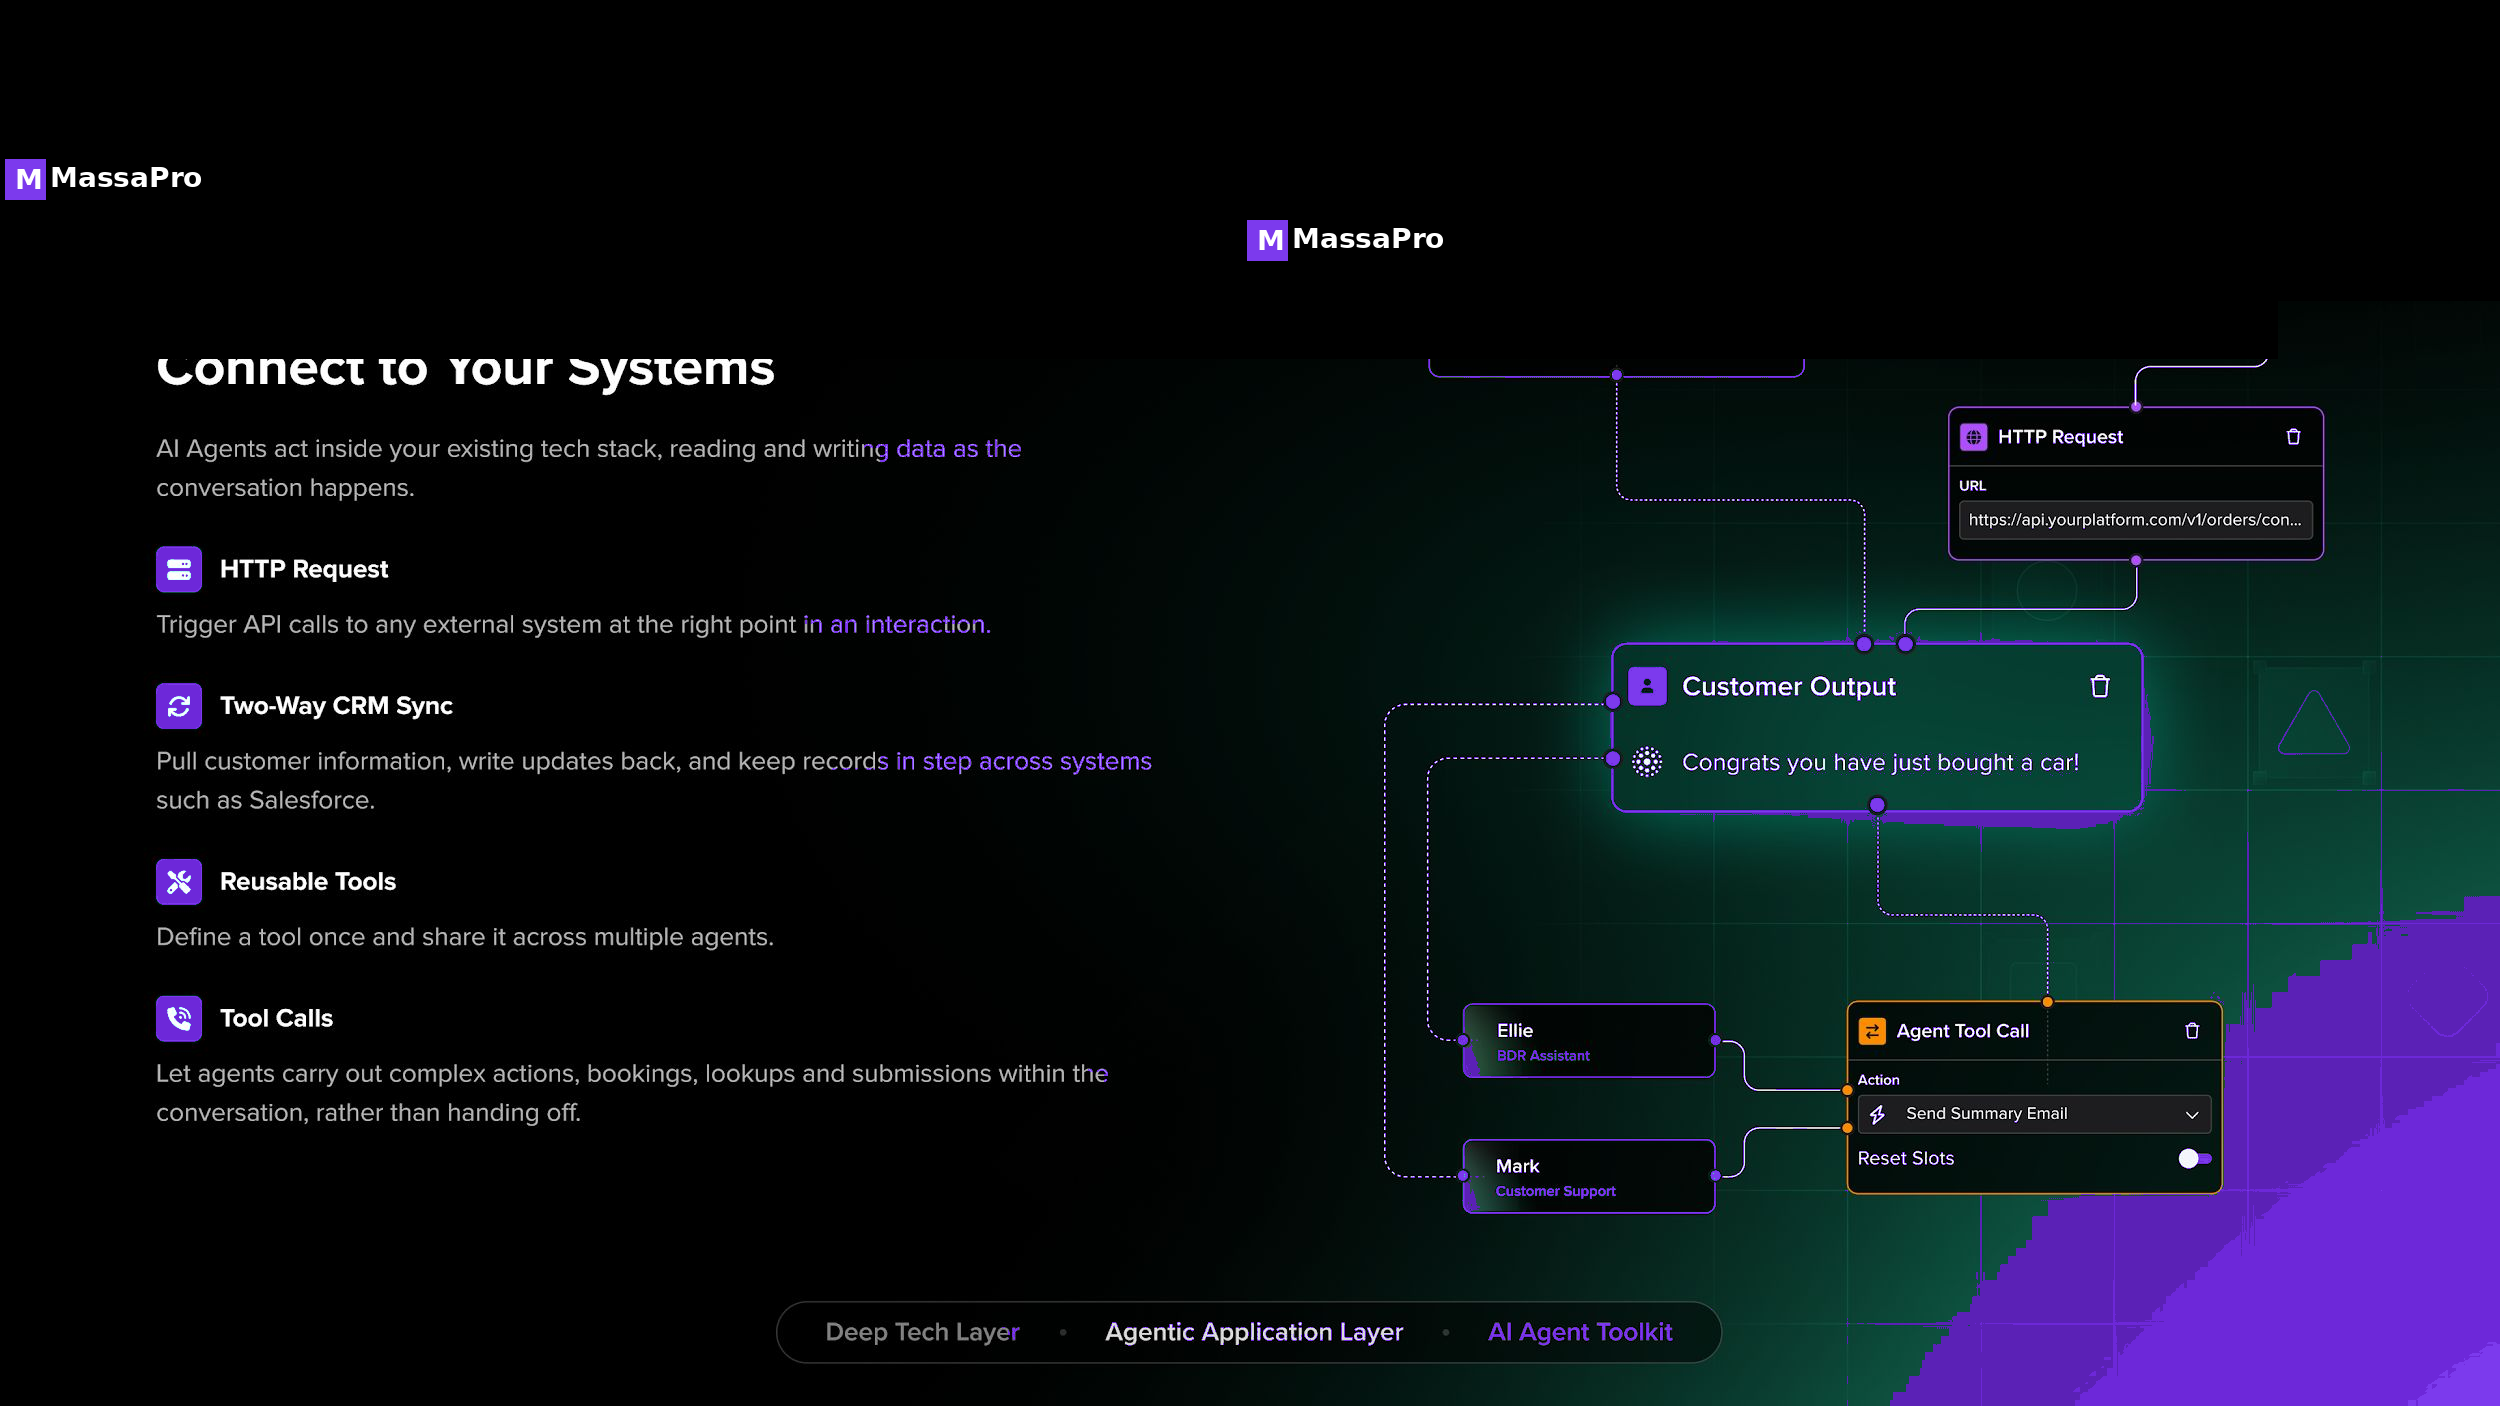 M MassaPro
M MassaPro
Connect to Your Systems
AI Agents act inside your existing tech stack, reading and writing data as the
conversation happens.
HTTP Request
Trigger API calls to any external system at the right point in an interaction.
Two-Way CRM Sync
Pull customer information, write updates back, and keep records in step across systems
such as Salesforce.
Reusable Tools
Define a tool once and share it across multiple agents.
Tool Calls
Let agents carry out complex actions, bookings, lookups and submissions within the
conversation, rather than handing off.
HTTP Request
URL
https://api.yourplatform.com/v1/orders/con...
Customer Output
Congrats you have just bought a car!
Ellie
BDR Assistant
Mark
Customer Support
Agent Tool Call
Action
Send Summary Email
Reset Slots
Deep Tech Layer • Agentic Application Layer • AI Agent Toolkit